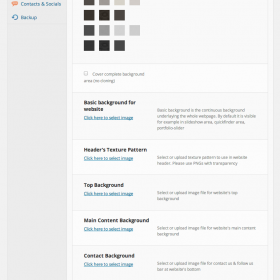 Contacts & Socials
Backup
Cover complete background
area (no tiling)
Basic background for
website
Click here to select image
Basic background is the continuous background
underlaying the whole webpage. By default it is visible
for example in slideshow area, quickfinder area,
portfolioslider
Header's Texture Pattern
Click here to select image
Select or upload texture pattern to use in website
header. Please use PNGs with transparency.
Top Background
Click here to select image
Select or upload image file for website's top
background
Main Content Background
Click here to select image
Select or upload image file for website's main content
background
Contact Background
Click here to select image
Select or upload image file for contact us & follow us
bar at website's bottom